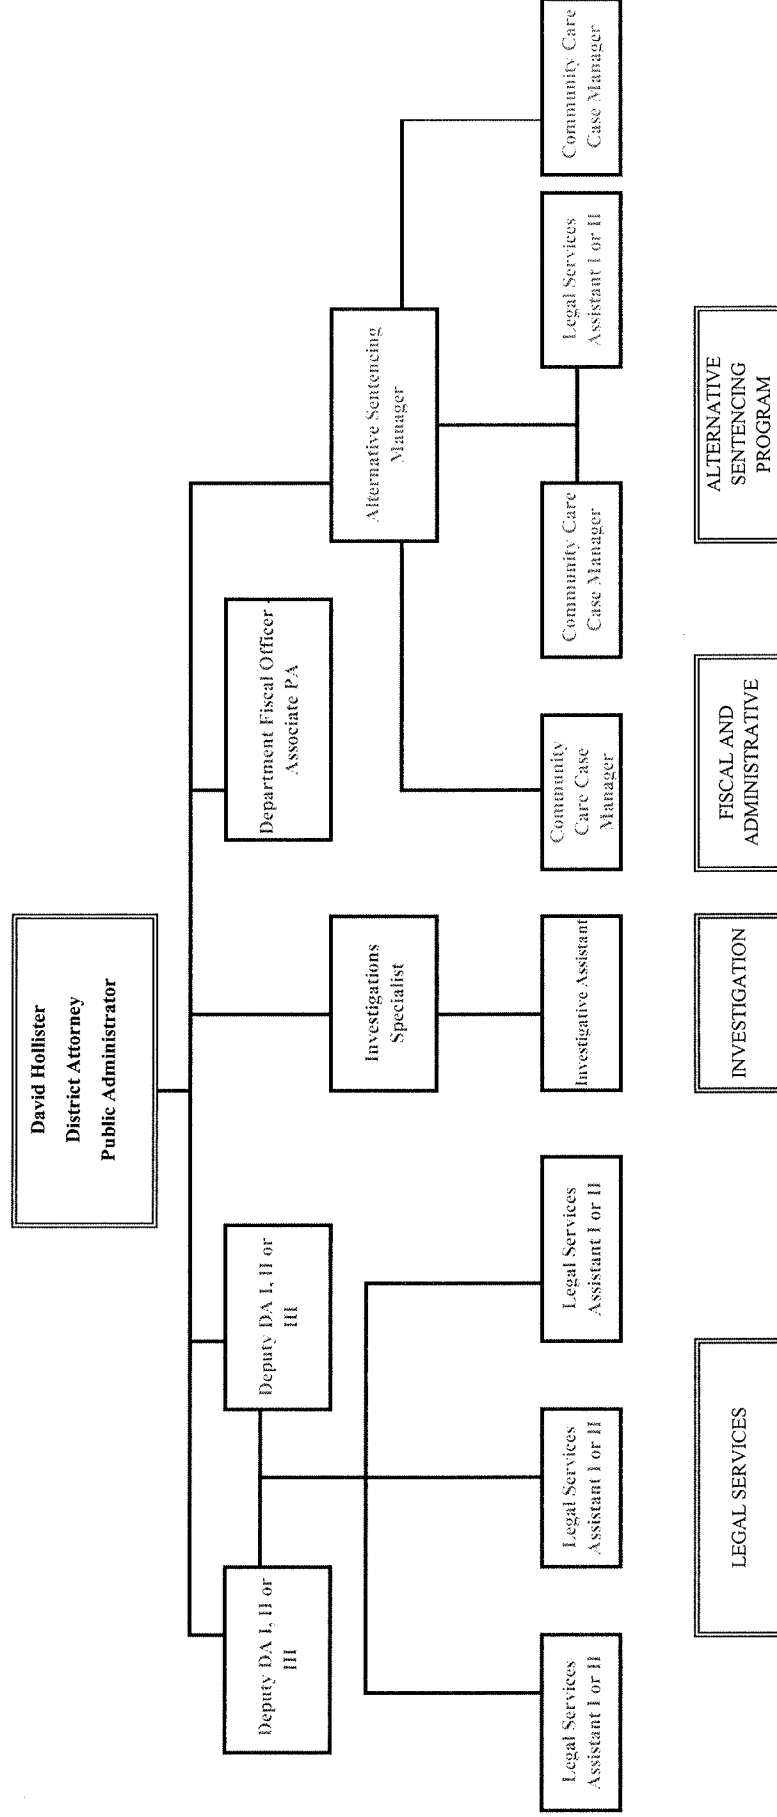 David Hollister
District Attorney
Public Administrator
Deputy DA I, II or
III
Deputy DA I, II or
III
Department Fiscal Officer -
Associate PA
Investigations
Specialist
Alternative Sentencing
Manager
Legal Services
Assistant I or II
Legal Services
Assistant I or II
Legal Services
Assistant I or II
Investigative Assistant
Community
Care Case
Manager
Community Care
Case Manager
Legal Services
Assistant I or II
Community Care
Case Manager
LEGAL SERVICES
INVESTIGATION
FISCAL AND
ADMINISTRATIVE
ALTERNATIVE
SENTENCING
PROGRAM